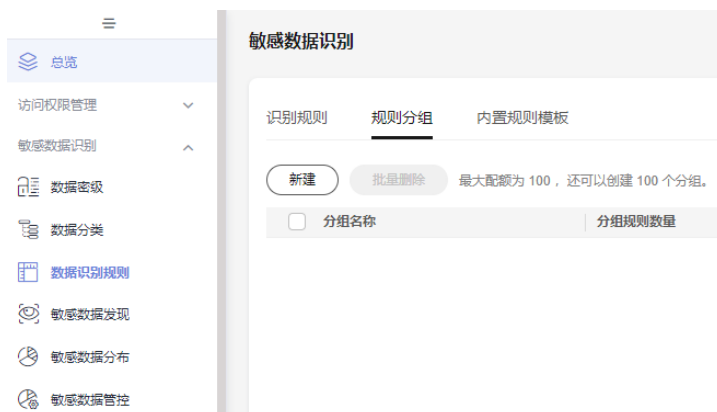 敏感数据识别
总览
访问权限管理
敏感数据识别
数据密级
数据分类
数据识别规则
敏感数据发现
敏感数据分布
敏感数据管控
识别规则 规则分组 内置规则模板
新建 批量删除 最大配额为 100 ，还可以创建 100 个分组。
分组名称 分组规则数量